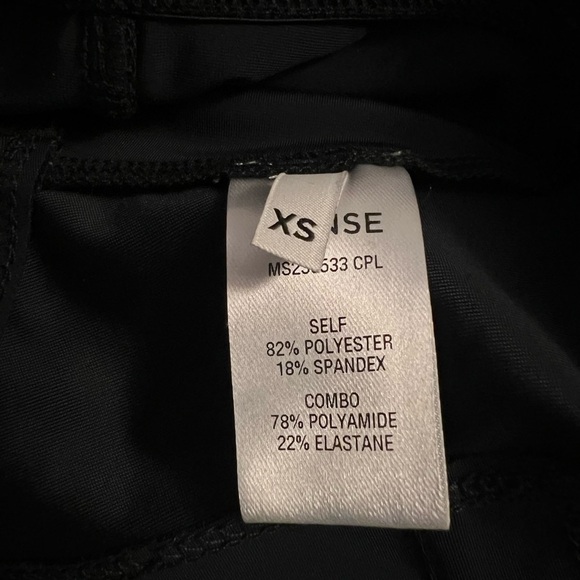 XS
NSE
CPL
SELF
82% POLYESTER
18% SPANDEX
COMBO
78% POLYAMIDE
22% ELASTANE